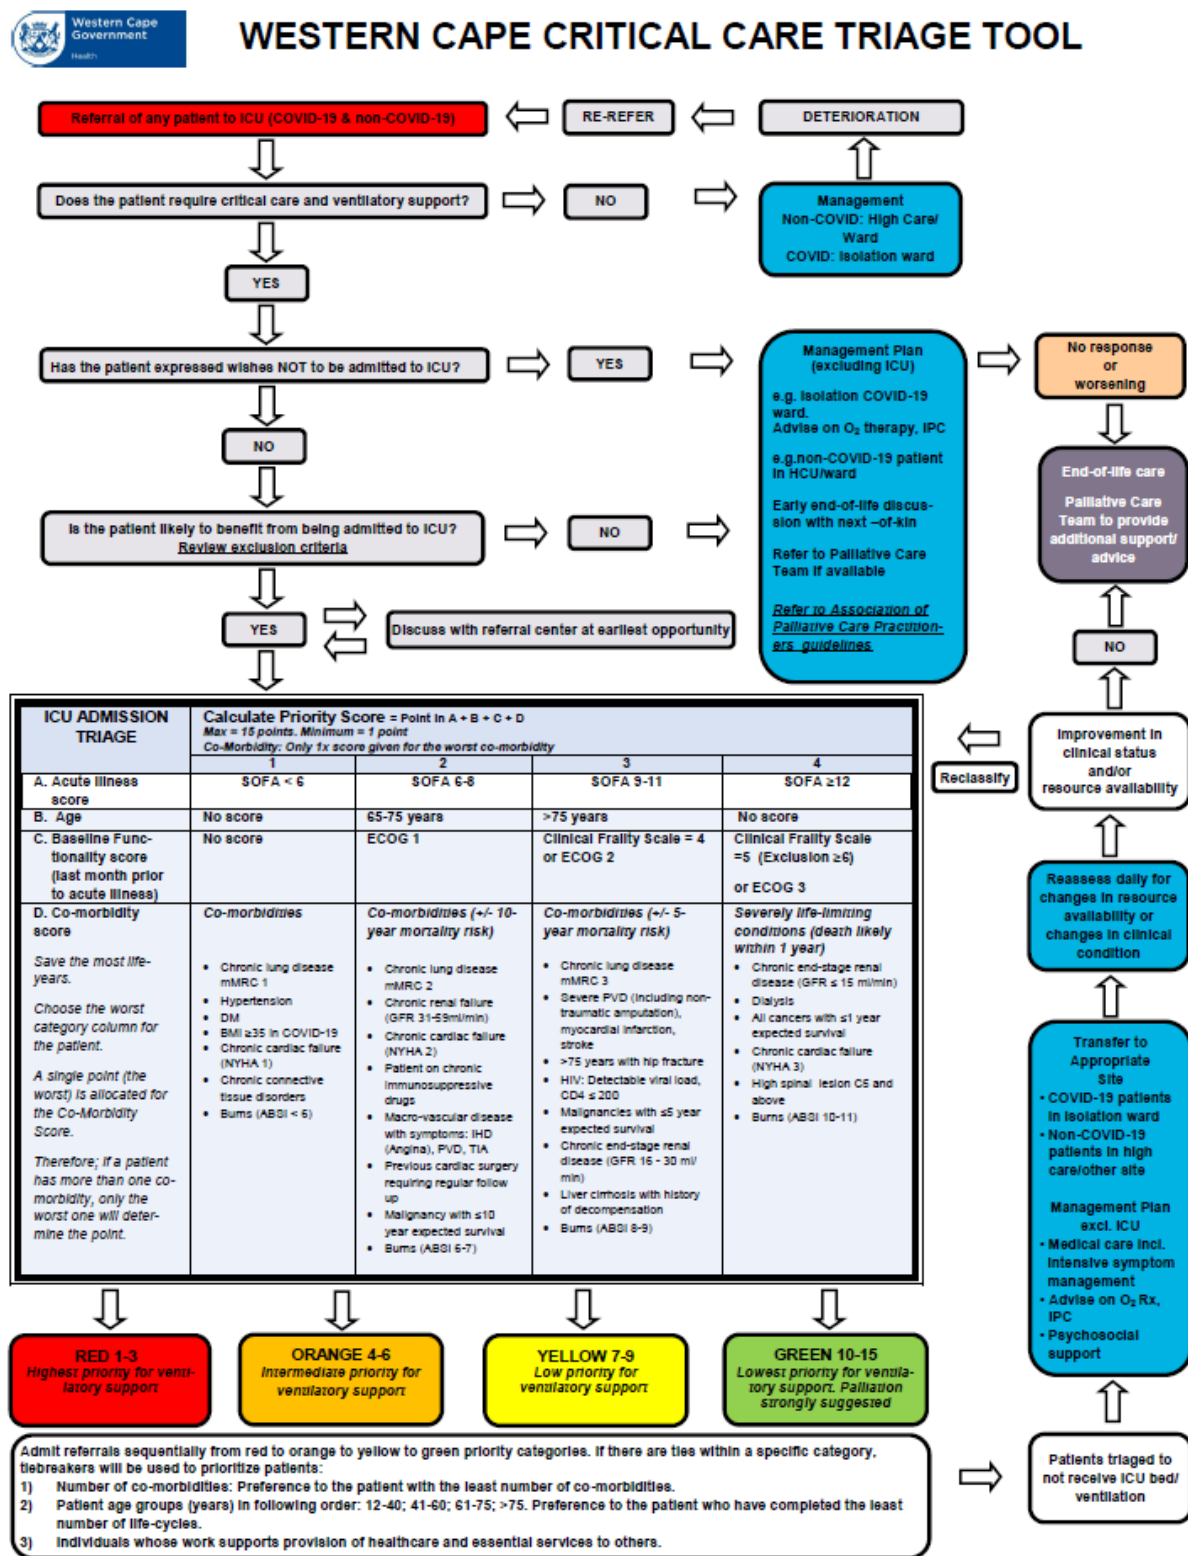 Western Cape
Government
Health
WESTERN CAPE CRITICAL CARE TRIAGE TOOL
Referral of any patient to ICU (COVID-19 & non-COVID-19)
RE-REFER
DETERIORATION
Does the patient require critical care and ventilatory support?
NO
Management
Non-COVID: High Care/
Ward
COVID: Isolation ward
YES
Has the patient expressed wishes NOT to be admitted to ICU?
YES
Management Plan
(excluding ICU)
e.g. Isolation COVID-19
ward.
Advise on O₂ therapy, IPC
e.g.non-COVID-19 patient
in HCU/ward
Early end-of-life discus-
sion with next –of-kin
Refer to Palliative Care
Team if available
Refer to Association of
Palliative Care Practition-
ers guidelines
No response
or
worsening
NO
End-of-life care
Palliative Care
Team to provide
additional support/
advice
Is the patient likely to benefit from being admitted to ICU?
Review exclusion criteria
NO
YES
Discuss with referral center at earliest opportunity
NO
ICU ADMISSION
TRIAGE
Calculate Priority Score = Point in A + B + C + D
Max = 15 points. Minimum = 1 point
Co-Morbidity: Only 1x score given for the worst co-morbidity
1
2
3
4
A. Acute Illness
score
SOFA < 6
SOFA 6-8
SOFA 9-11
SOFA ≥12
B. Age
No score
65-75 years
>75 years
No score
C. Baseline Func-
tionality score
(last month prior
to acute illness)
No score
ECOG 1
Clinical Frailty Scale = 4
or ECOG 2
Clinical Frailty Scale
=5 (Exclusion ≥6)
or ECOG 3
D. Co-morbidity
score
Save the most life-
years.
Choose the worst
category column for
the patient.
A single point (the
worst) is allocated for
the Co-Morbidity
Score.
Therefore; if a patient
has more than one co-
morbidity, only the
worst one will deter-
mine the point.
Co-morbidities
• Chronic lung disease
mMRC 1
• Hypertension
• DM
• BMI ≥35 in COVID-19
• Chronic cardiac failure
(NYHA 1)
• Chronic connective
tissue disorders
• Burns (ABSI < 6)
Co-morbidities (+/- 10-
year mortality risk)
• Chronic lung disease
mMRC 2
• Chronic renal failure
(GFR 31-59ml/min)
• Chronic cardiac failure
(NYHA 2)
• Patient on chronic
immunosuppressive
drugs
• Macro-vascular disease
with symptoms: IHD
(Angina), PVD, TIA
• Previous cardiac surgery
requiring regular follow
up
• Malignancy with ≤10
year expected survival
• Burns (ABSI 6-7)
Co-morbidities (+/- 5-
year mortality risk)
• Chronic lung disease
mMRC 3
• Severe PVD (including non-
traumatic amputation),
myocardial infarction,
stroke
• >75 years with hip fracture
• HIV: Detectable viral load,
CD4 ≤ 200
• Malignancies with ≤5 year
expected survival
• Chronic end-stage renal
disease (GFR 16 - 30 ml/
min)
• Liver cirrhosis with history
of decompensation
• Burns (ABSI 8-9)
Severely life-limiting
conditions (death likely
within 1 year)
• Chronic end-stage renal
disease (GFR ≤ 15 ml/min)
• Dialysis
• All cancers with ≤1 year
expected survival
• Chronic cardiac failure
(NYHA 3)
• High spinal lesion C5 and
above
• Burns (ABSI 10-11)
Reclassify
Improvement in
clinical status
and/or
resource availability
Reassess daily for
changes in resource
availability or
changes in clinical
condition
Transfer to
Appropriate
Site
• COVID-19 patients
in isolation ward
• Non-COVID-19
patients in high
care/other site
Management Plan
excl. ICU
• Medical care incl.
intensive symptom
management
• Advise on O₂ Rx,
IPC
• Psychosocial
support
RED 1-3
Highest priority for venti-
latory support
ORANGE 4-6
Intermediate priority for
ventilatory support
YELLOW 7-9
Low priority for
ventilatory support
GREEN 10-15
Lowest priority for ventila-
tory support. Palliation
strongly suggested
Admit referrals sequentially from red to orange to yellow to green priority categories. If there are ties within a specific category,
tiebreakers will be used to prioritize patients:
1) Number of co-morbidities: Preference to the patient with the least number of co-morbidities.
2) Patient age groups (years) in following order: 12-40; 41-60; 61-75; >75. Preference to the patient who have completed the least
number of life-cycles.
3) Individuals whose work supports provision of healthcare and essential services to others.
Patients triaged to
not receive ICU bed/
ventilation